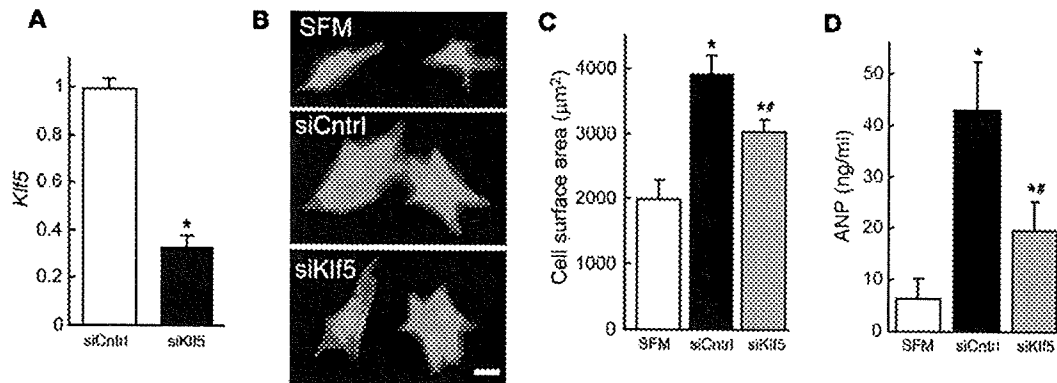 A
Klf5
1
0.8
0.6
0.4
0.2
0
*
siCntrl
siKlf5
B
SFM
siCntrl
siKlf5
C
Cell surface area (μm²)
4000
3000
2000
1000
0
*
*#
SFM
siCntrl
siKlf5
D
ANP (ng/ml)
50
40
30
20
10
0
*
*#
SFM
siCntrl
siKlf5